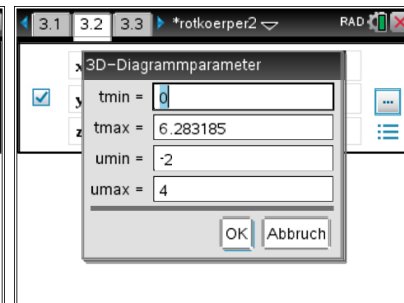 3.1 3.2 3.3 *rotkoerper2 RAD
3D-Diagrammparameter
x
y
z
tmin = 0
tmax = 6.283185
umin = -2
umax = 4
OK Abbruch